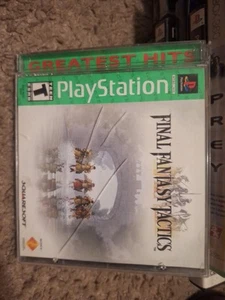 GREATEST HITS
T
PlayStation
FINAL FANTASY TACTICS
SQUARESOFT
PREY